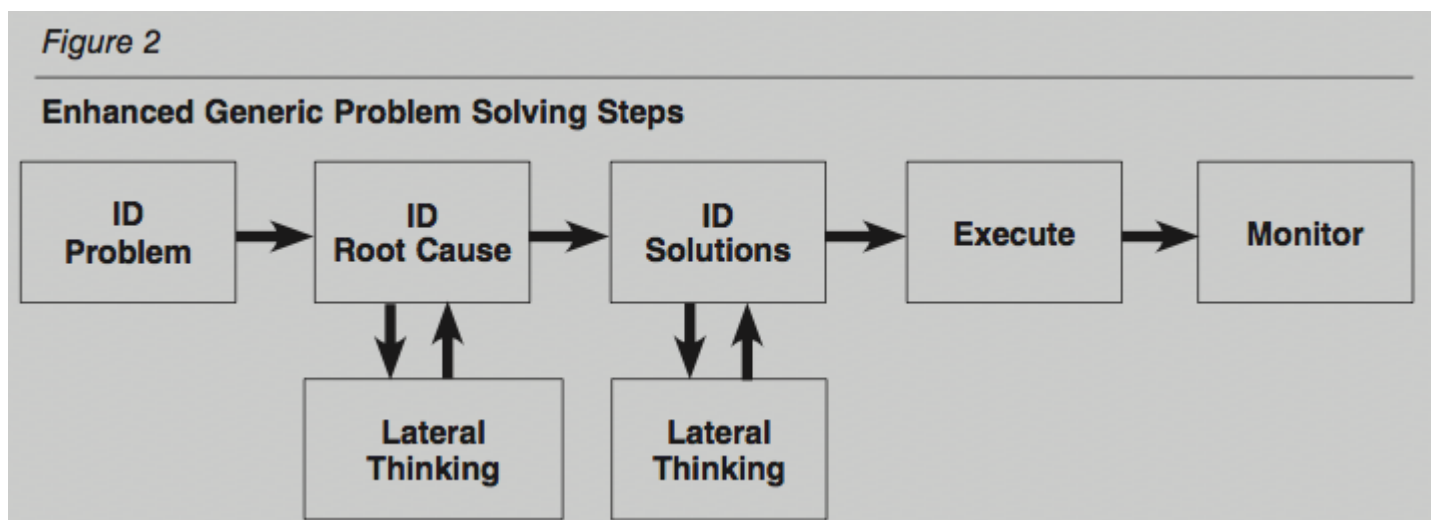 Figure 2
Enhanced Generic Problem Solving Steps
ID
Problem
ID
Root Cause
ID
Solutions
Execute
Monitor
Lateral
Thinking
Lateral
Thinking